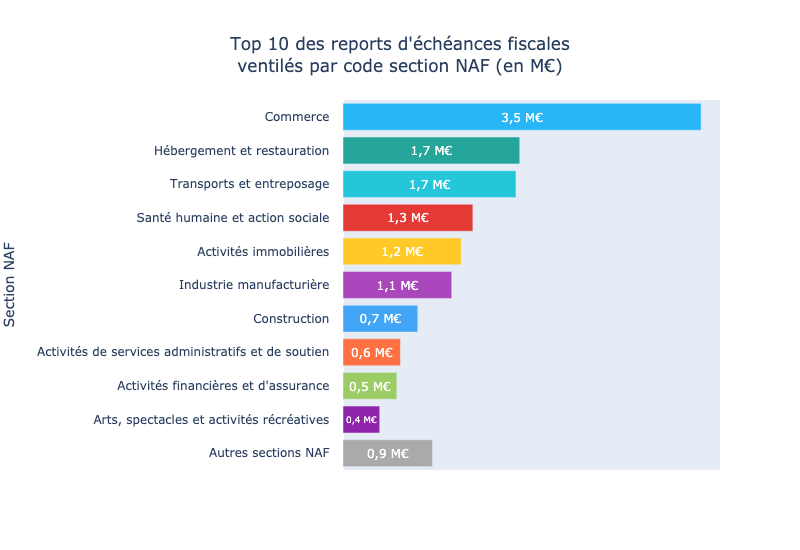 Top 10 des reports d'échéances fiscales
ventilés par code section NAF (en M€)
Section NAF
Commerce 3,5 M€
Hébergement et restauration 1,7 M€
Transports et entreposage 1,7 M€
Santé humaine et action sociale 1,3 M€
Activités immobilières 1,2 M€
Industrie manufacturière 1,1 M€
Construction 0,7 M€
Activités de services administratifs et de soutien 0,6 M€
Activités financières et d'assurance 0,5 M€
Arts, spectacles et activités récréatives 0,4 M€
Autres sections NAF 0,9 M€